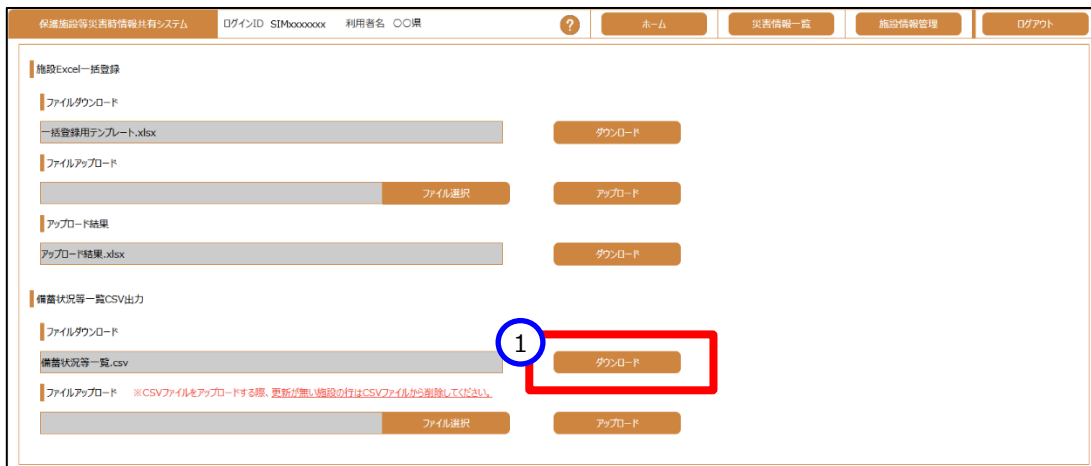 保護施設等災害時情報共有システム ログインID SIMxxxxxxx 利用者名 〇〇県 ? ホーム 災害情報一覧 施設情報管理 ログアウト
施設Excel一括登録
ファイルダウンロード
一括登録用テンプレート.xlsx ダウンロード
ファイルアップロード
ファイル選択 アップロード
アップロード結果
アップロード結果.xlsx ダウンロード
備蓄状況等一覧CSV出力
ファイルダウンロード
1
備蓄状況等一覧.csv ダウンロード
ファイルアップロード ※CSVファイルをアップロードする際、更新が無い施設の行はCSVファイルから削除してください。
ファイル選択 アップロード